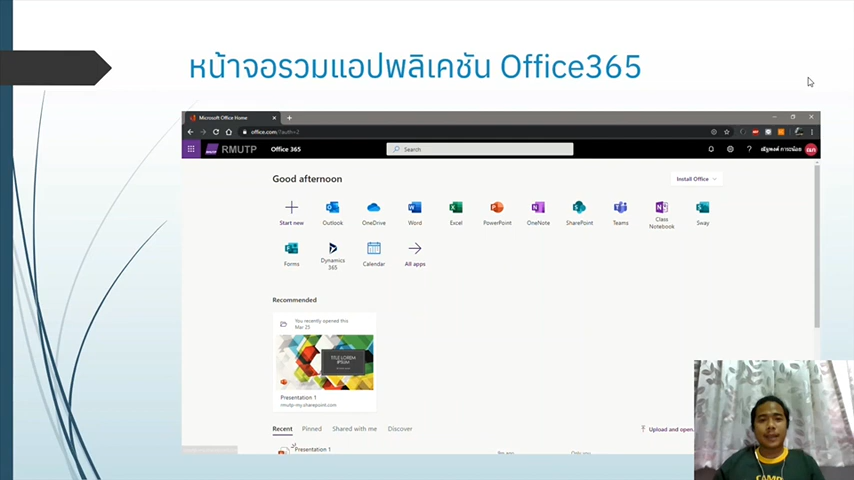 หน้าจอรวมแอปพลิเคชัน Office365
Microsoft Office Home
office.com/?auth=2
RMUTP RMUTP Office 365 Search
Good afternoon Install Office
Start new Outlook OneDrive Word Excel PowerPoint OneNote SharePoint Teams Class Notebook Sway
Forms Dynamics 365 Calendar All apps
Recommended
You recently opened this
Mar 25
TITLE LOREM
IPSUM
Presentation 1
rmutp-my.sharepoint.com
Recent Pinned Shared with me Discover Upload and open.
Presentation 1
CAMP